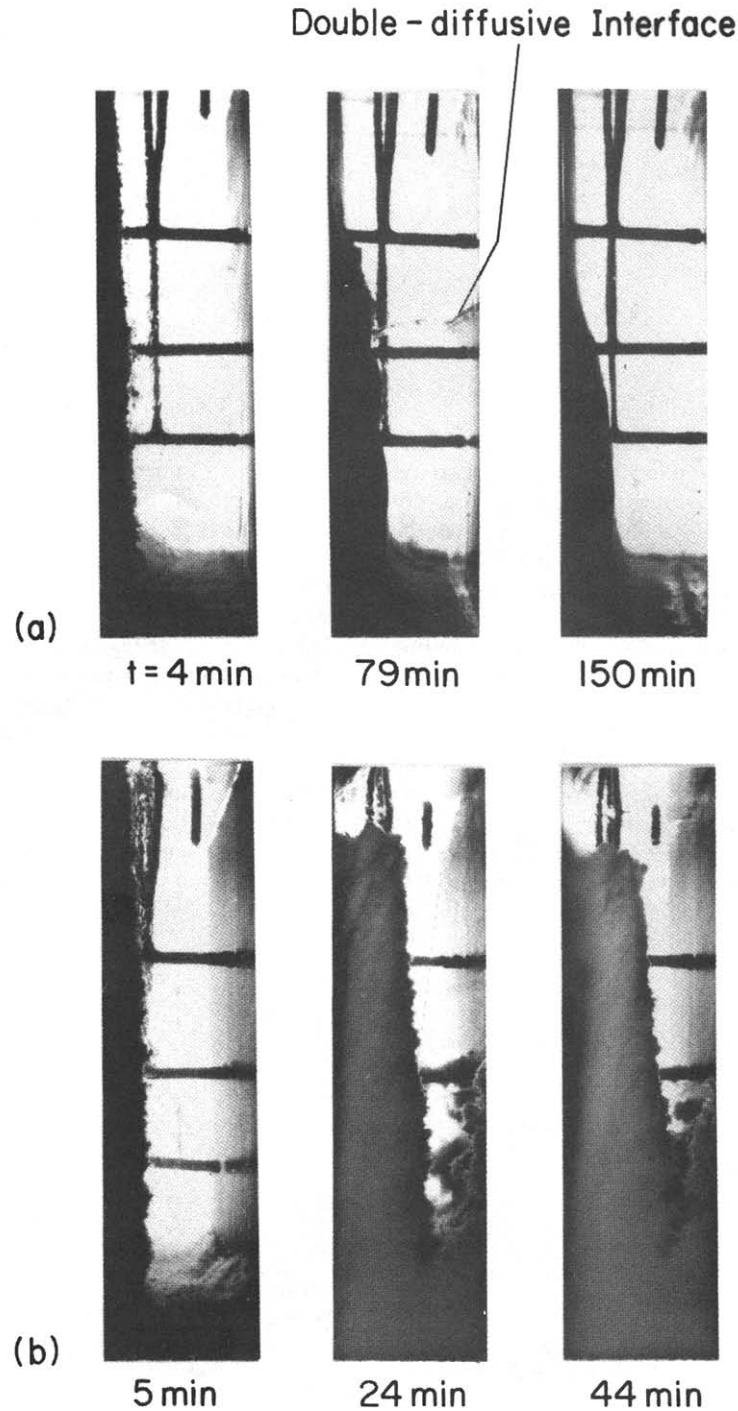 Double-diffusive Interface
(a)
t = 4 min 79 min 150 min
(b)
5 min 24 min 44 min